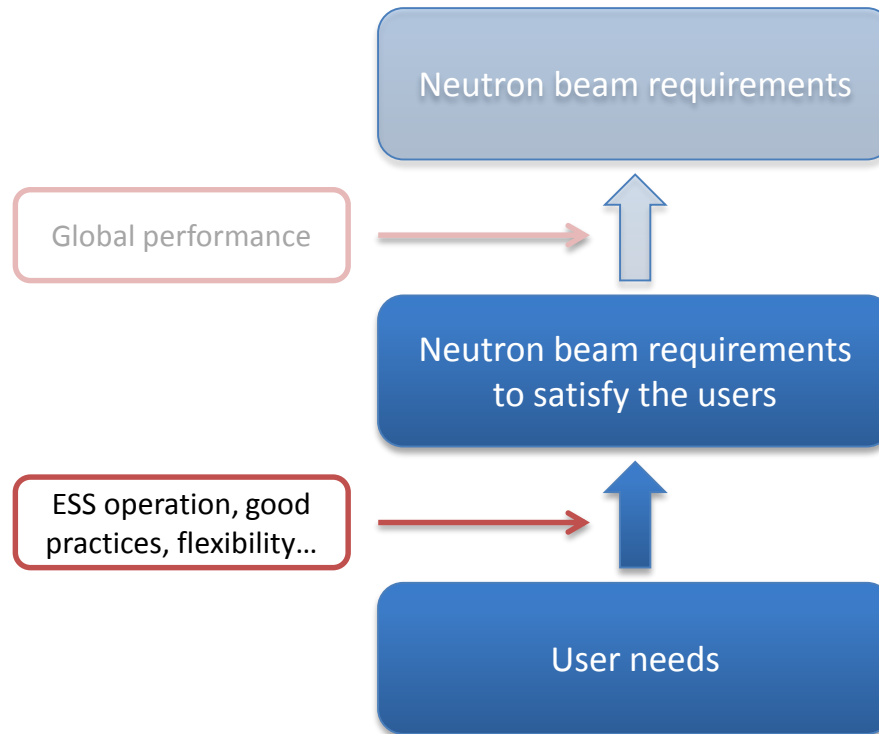 Neutron beam requirements
Global performance
Neutron beam requirements
to satisfy the users
ESS operation, good
practices, flexibility…
User needs